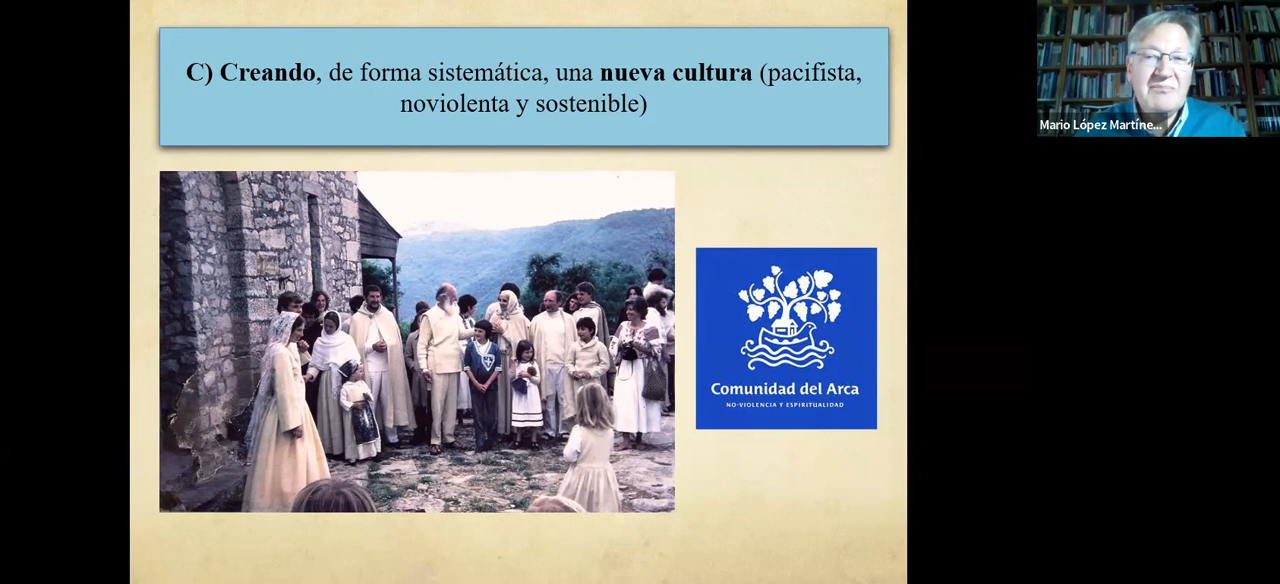 C) Creando, de forma sistemática, una nueva cultura (pacifista,
noviolenta y sostenible)
Mario López Martíne...
Comunidad del Arca
NO-VIOLENCIA Y ESPIRITUALIDAD